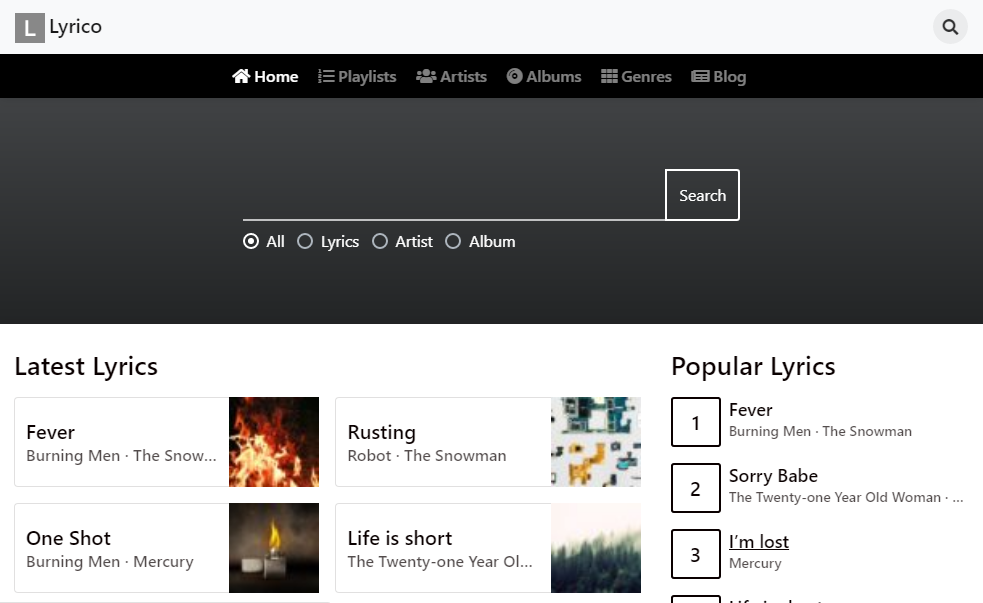 L Lyrico
Home Playlists Artists Albums Genres Blog
Search
All Lyrics Artist Album
Latest Lyrics
Fever
Burning Men · The Snow...
Rusting
Robot · The Snowman
One Shot
Burning Men · Mercury
Life is short
The Twenty-one Year Ol...
Popular Lyrics
1 Fever
Burning Men · The Snowman
2 Sorry Babe
The Twenty-one Year Old Woman · ...
3 I'm lost
Mercury